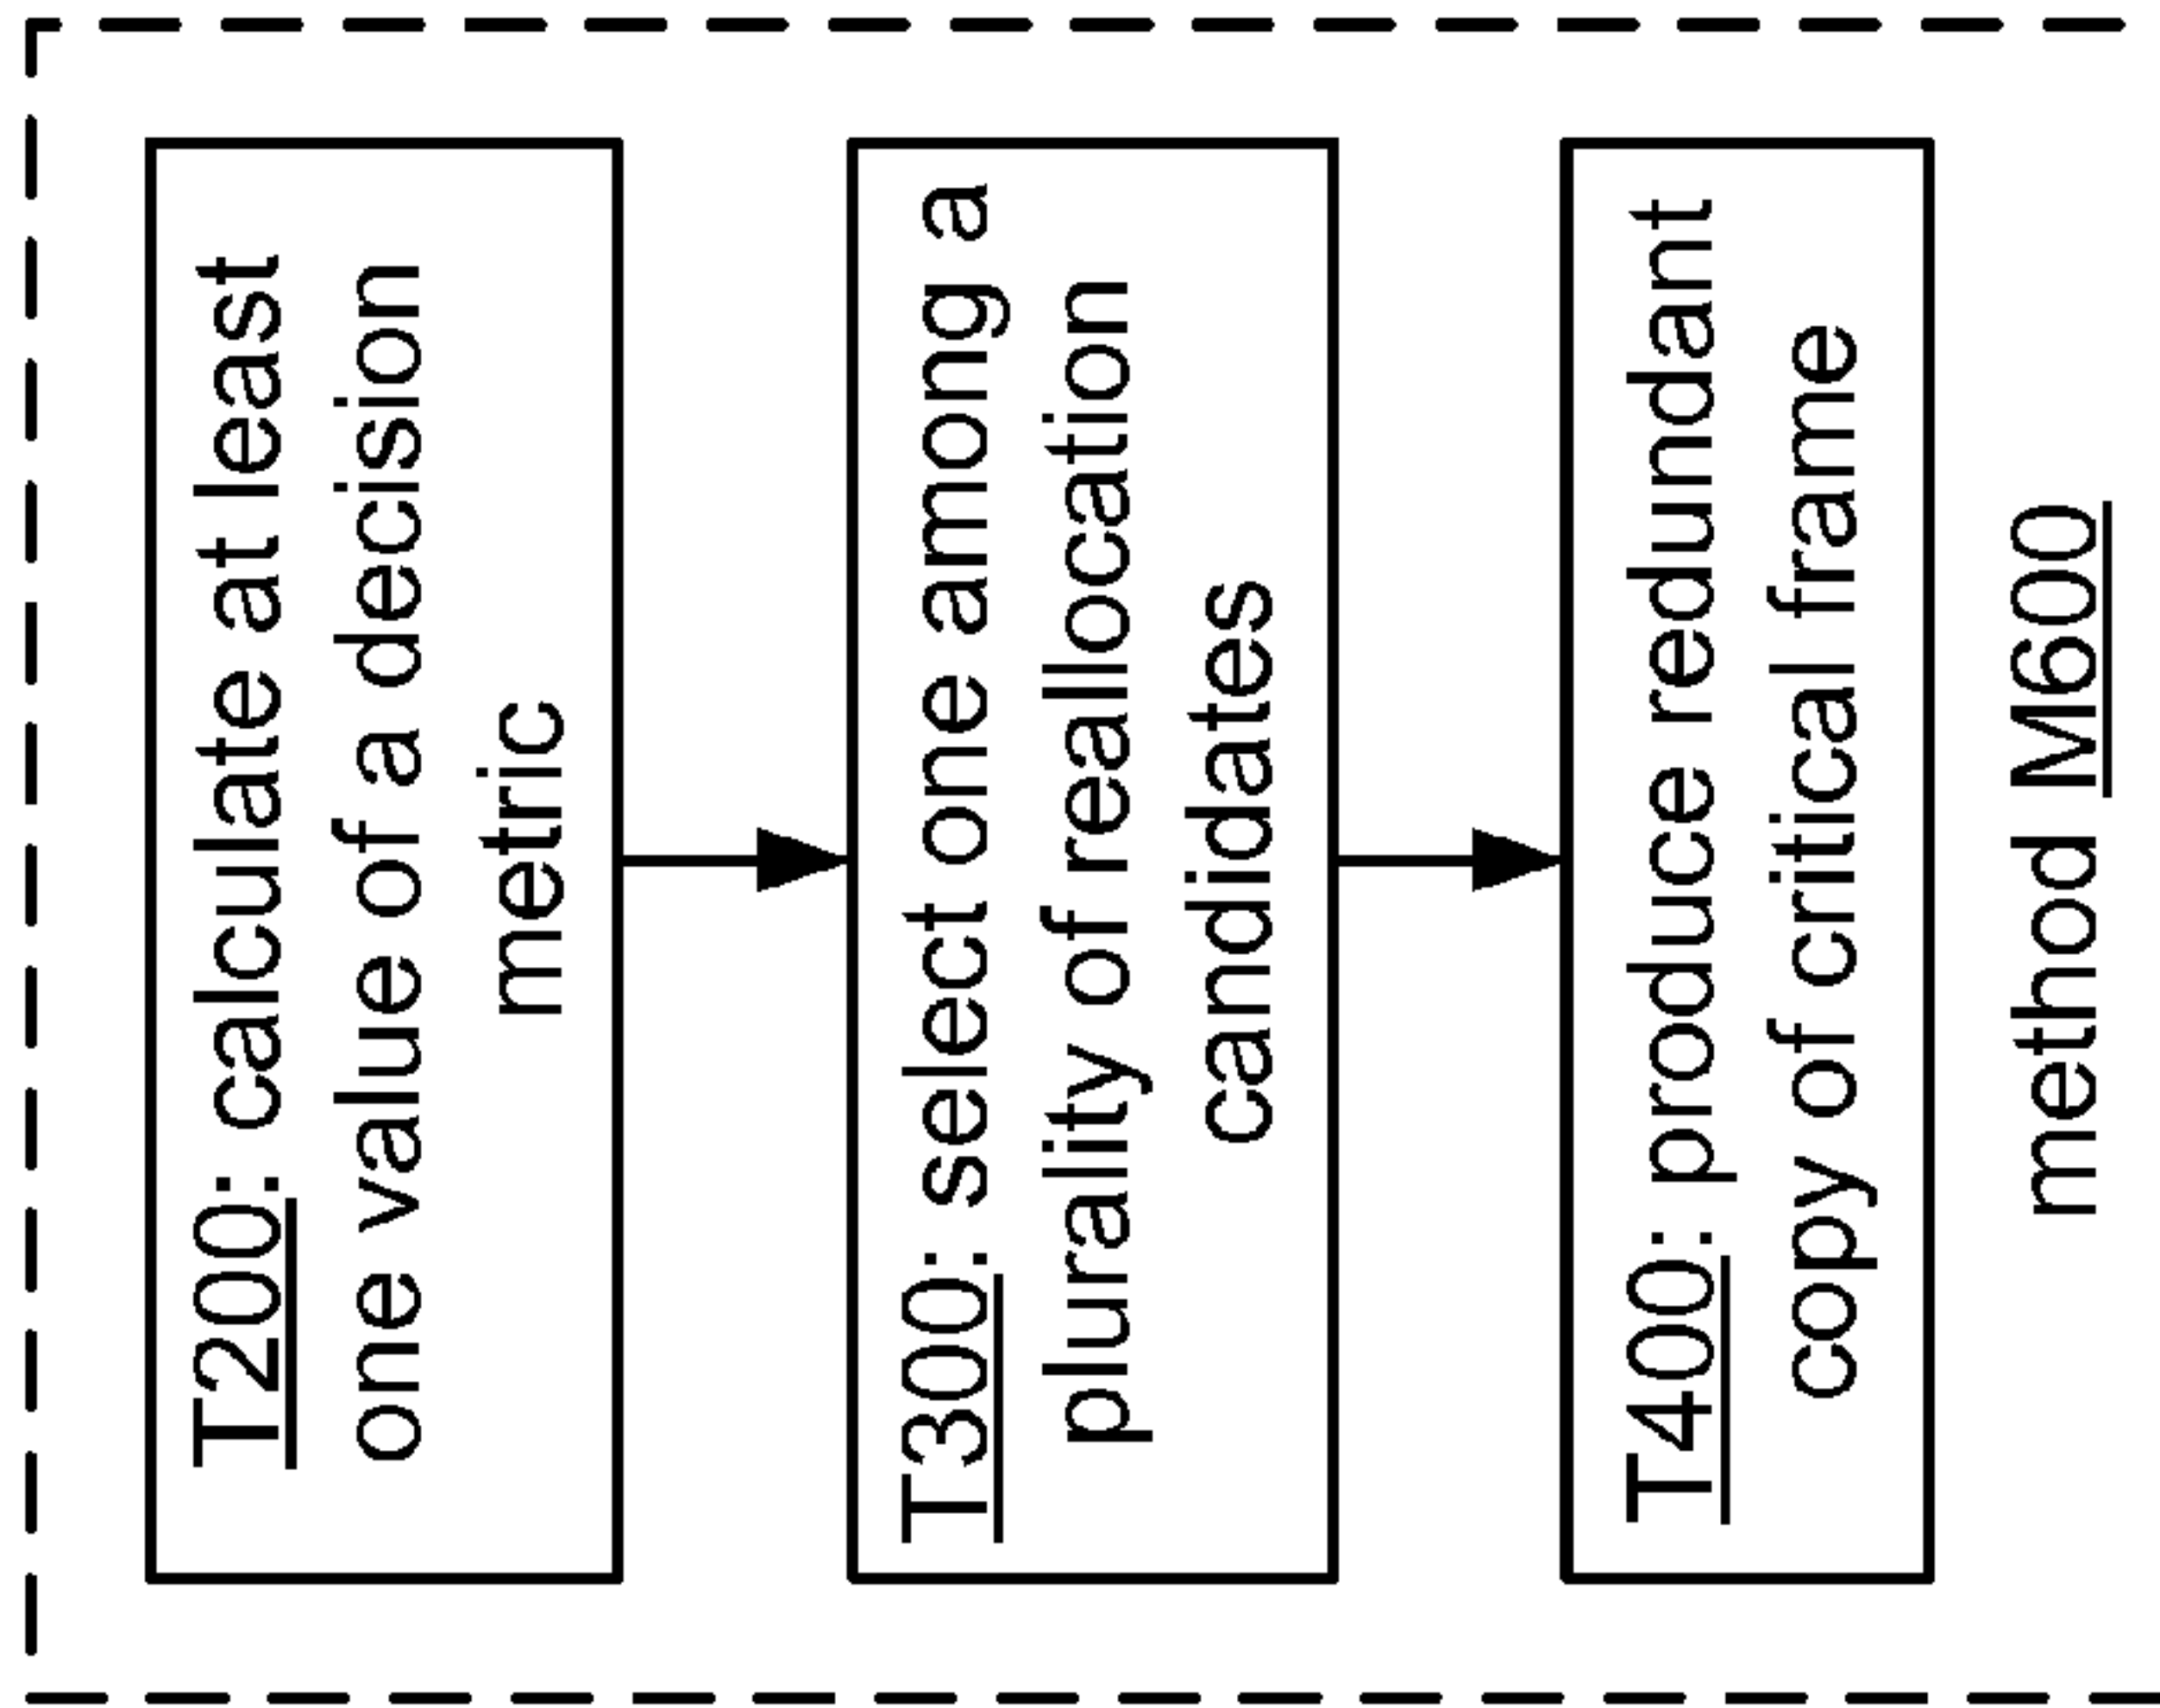 T200: calculate at least
one value of a decision
metric
T300: select one among a
plurality of reallocation
candidates
T400: produce redundant
copy of critical frame
method M600